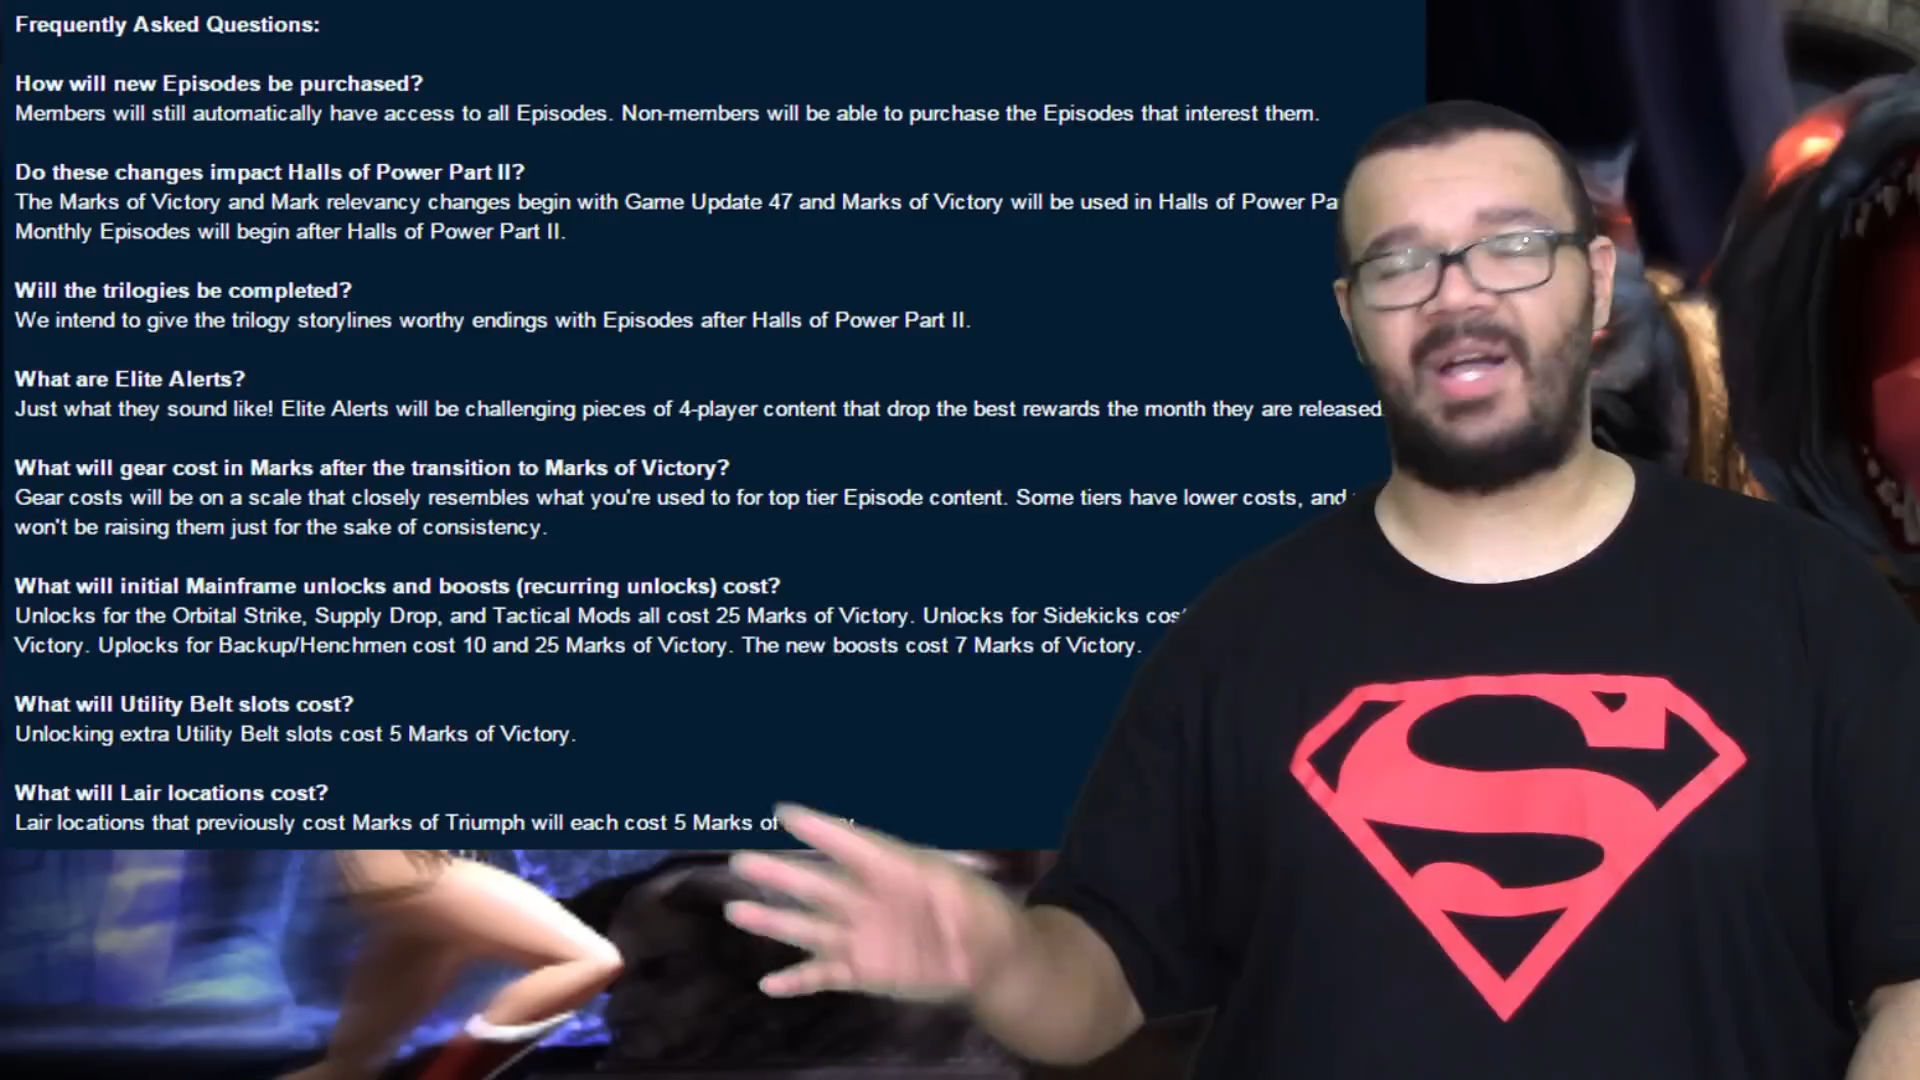 Frequently Asked Questions:
How will new Episodes be purchased?
Members will still automatically have access to all Episodes. Non-members will be able to purchase the Episodes that interest them.
Do these changes impact Halls of Power Part II?
The Marks of Victory and Mark relevancy changes begin with Game Update 47 and Marks of Victory will be used in Halls of Power
Monthly Episodes will begin after Halls of Power Part II.
Will the trilogies be completed?
We intend to give the trilogy storylines worthy endings with Episodes after Halls of Power Part II.
What are Elite Alerts?
Just what they sound like! Elite Alerts will be challenging pieces of 4-player content that drop the best rewards the month they are released
What will gear cost in Marks after the transition to Marks of Victory?
Gear costs will be on a scale that closely resembles what you're used to for top tier Episode content. Some tiers have lower costs, and
won't be raising them just for the sake of consistency.
What will initial Mainframe unlocks and boosts (recurring unlocks) cost?
Unlocks for the Orbital Strike, Supply Drop, and Tactical Mods all cost 25 Marks of Victory. Unlocks for Sidekicks
Victory. Uplocks for Backup/Henchmen cost 10 and 25 Marks of Victory. The new boosts cost 7 Marks of Victory.
What will Utility Belt slots cost?
Unlocking extra Utility Belt slots cost 5 Marks of Victory.
What will Lair locations cost?
Lair locations that previously cost Marks of Triumph will each cost 5 Marks of
S